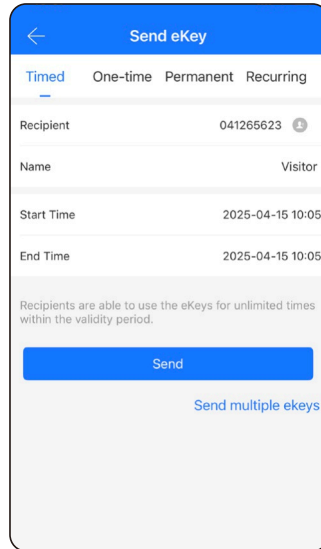 Send eKey
Timed One-time Permanent Recurring
Recipient 041265623
Name Visitor
Start Time 2025-04-15 10:05
End Time 2025-04-15 10:05
Recipients are able to use the eKeys for unlimited times
within the validity period.
Send
Send multiple ekeys